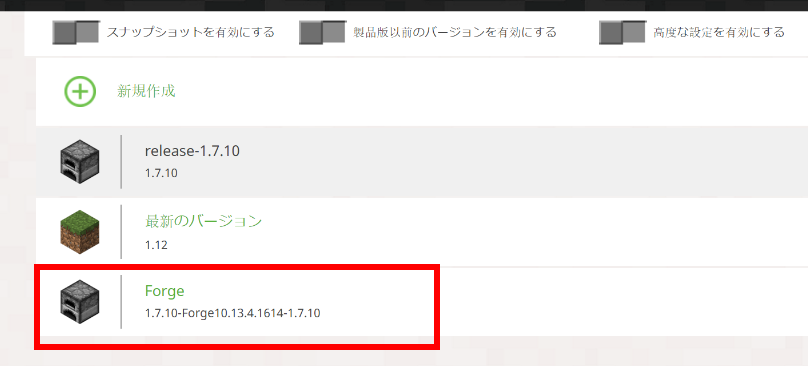 スナップショットを有効にする 製品版以前のバージョンを有効にする 高度な設定を有効にする
新規作成
release-1.7.10
1.7.10
最新のバージョン
1.12
Forge
1.7.10-Forge10.13.4.1614-1.7.10